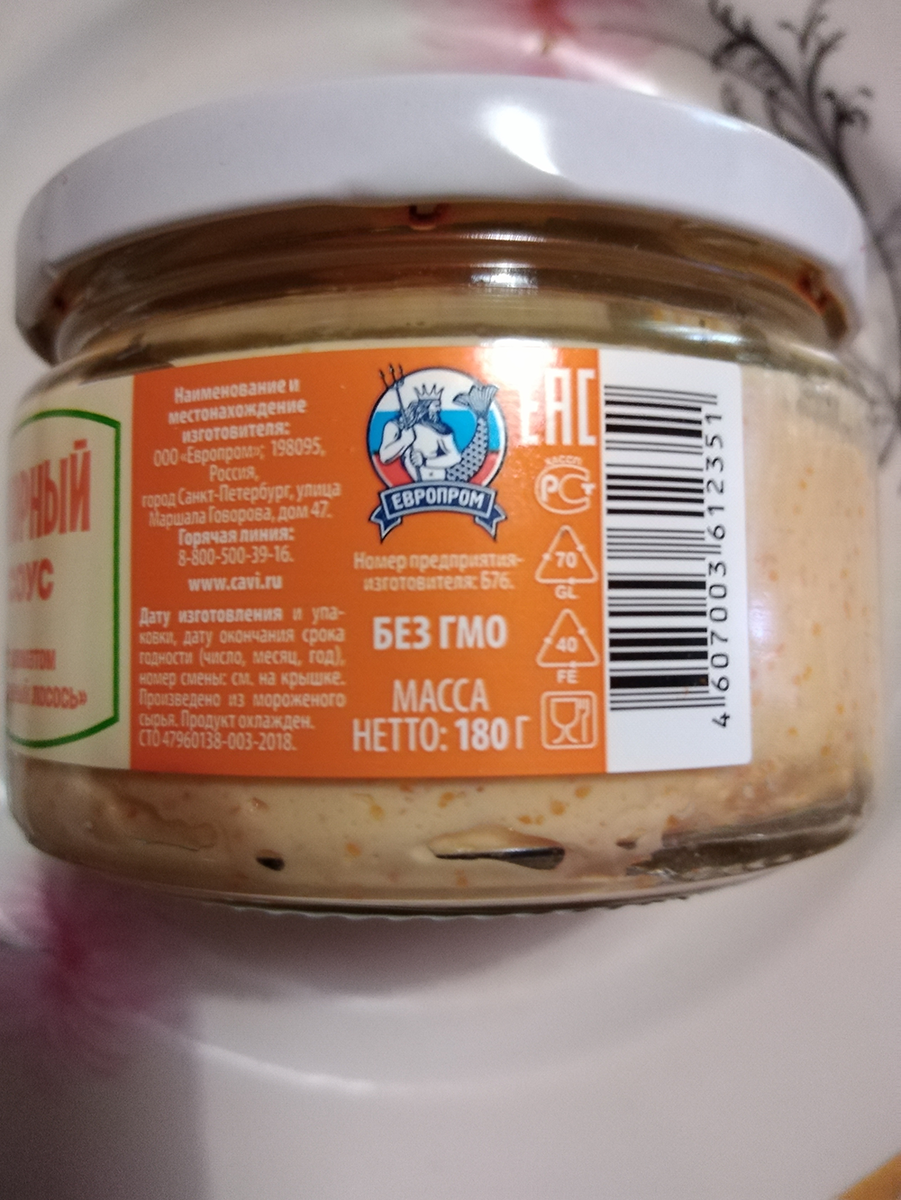 РНЫЙ
ОУС
Наименование и
местонахождение
изготовителя:
ООО «Европром»; 198095,
Россия,
город Санкт-Петербург, улица
Маршала Говорова, дом 47.
Горячая линия:
8-800-500-39-16.
www.cavi.ru
Дату изготовления и упа-
ковки, дату окончания срока
годности (число, месяц, год),
номер смены: см. на крышке.
Произведено из мороженого
сырья. Продукт охлажден.
СТО 47960138-003-2018.
ЕВРОПРОМ
Номер предприятия-
изготовителя: Б76.
БЕЗ ГМО
МАССА
НЕТТО: 180 Г
ЕАС
РСТ
70
GL
40
FE
4 607003 612351